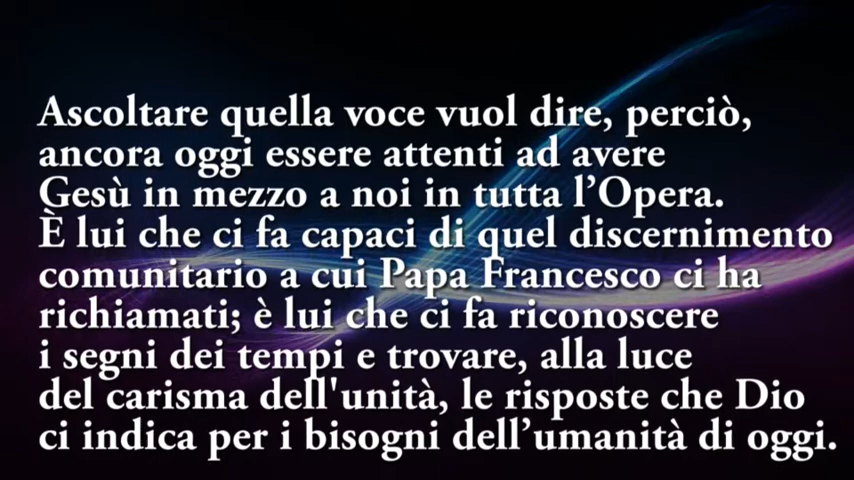 Ascoltare quella voce vuol dire, perciò,
ancora oggi essere attenti ad avere
Gesù in mezzo a noi in tutta l’Opera.
È lui che ci fa capaci di quel discernimento
comunitario a cui Papa Francesco ci ha
richiamati; è lui che ci fa riconoscere
i segni dei tempi e trovare, alla luce
del carisma dell'unità, le risposte che Dio
ci indica per i bisogni dell’umanità di oggi.